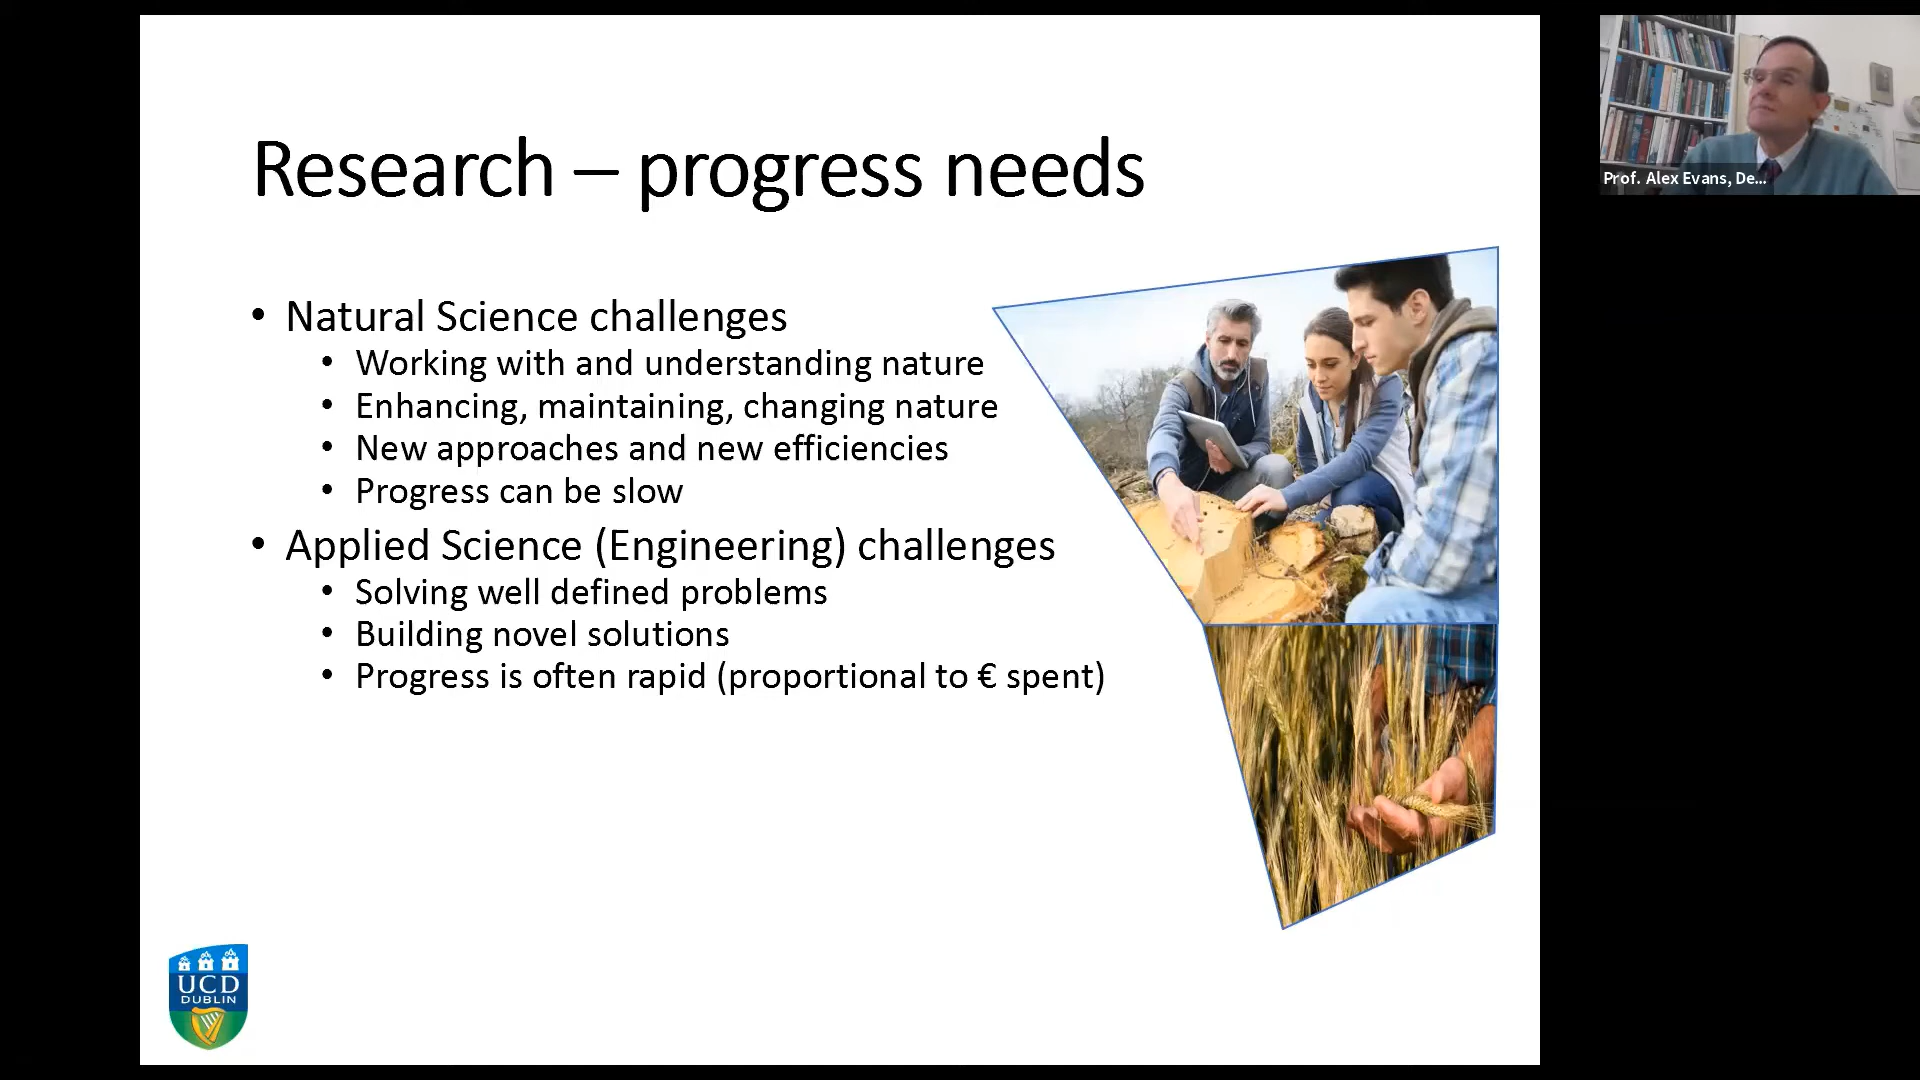 Research – progress needs
• Natural Science challenges
• Working with and understanding nature
• Enhancing, maintaining, changing nature
• New approaches and new efficiencies
• Progress can be slow
• Applied Science (Engineering) challenges
• Solving well defined problems
• Building novel solutions
• Progress is often rapid (proportional to € spent)
UCD
DUBLIN
Prof. Alex Evans, De...